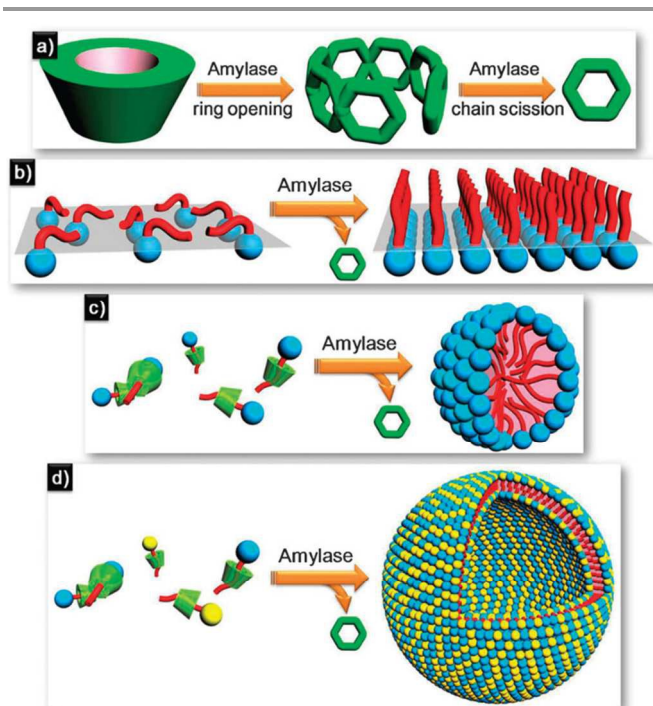 a)
Amylase
ring opening
Amylase
chain scission
b)
Amylase
c)
Amylase
d)
Amylase